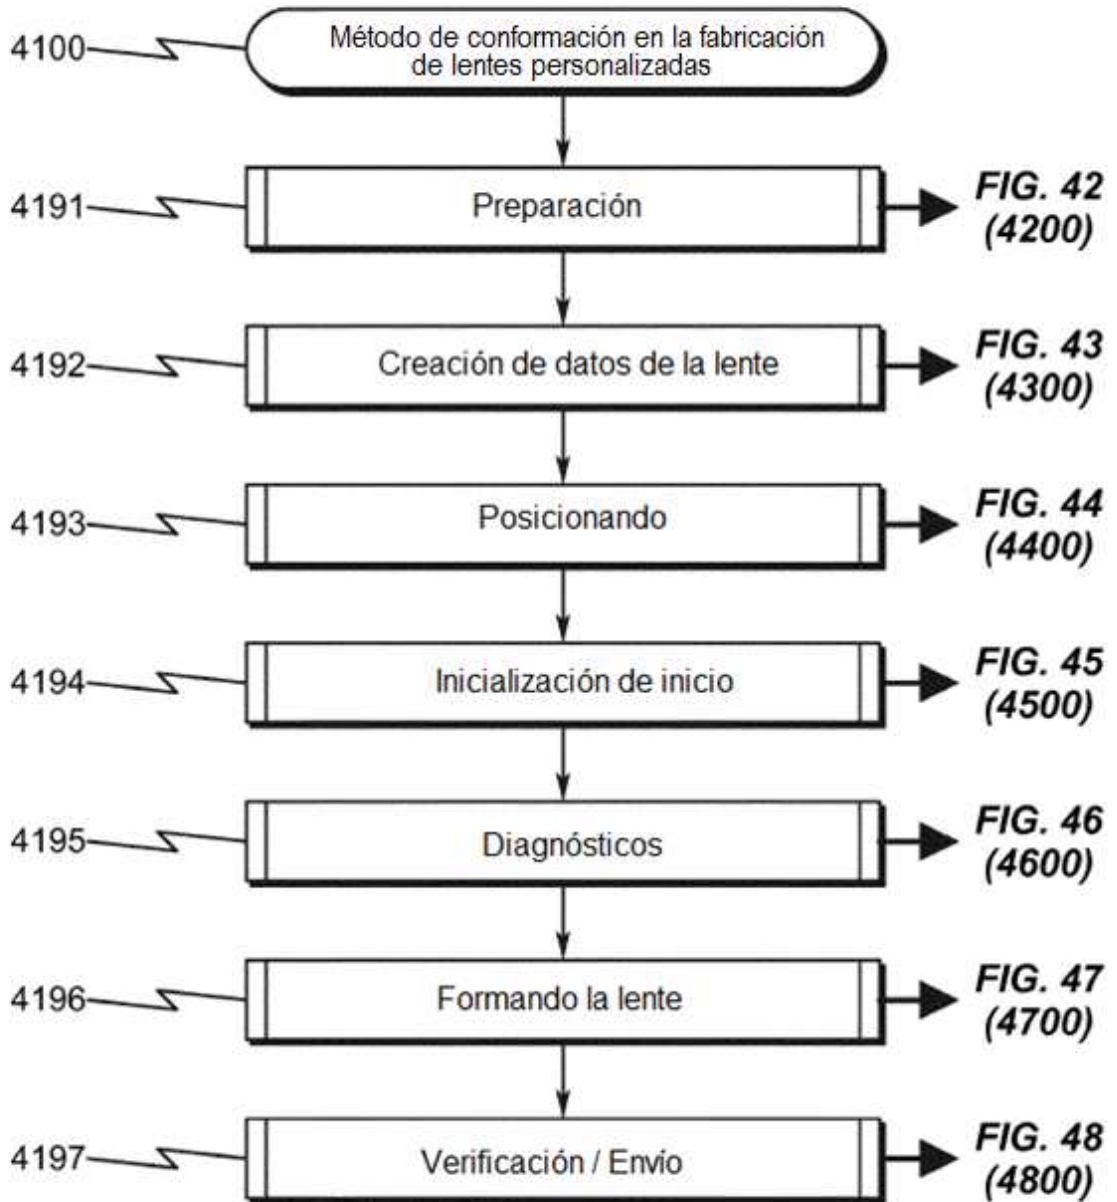 4100
Método de conformación en la fabricación
de lentes personalizadas
4191
Preparación
FIG. 42
(4200)
4192
Creación de datos de la lente
FIG. 43
(4300)
4193
Posicionando
FIG. 44
(4400)
4194
Inicialización de inicio
FIG. 45
(4500)
4195
Diagnósticos
FIG. 46
(4600)
4196
Formando la lente
FIG. 47
(4700)
4197
Verificación / Envío
FIG. 48
(4800)